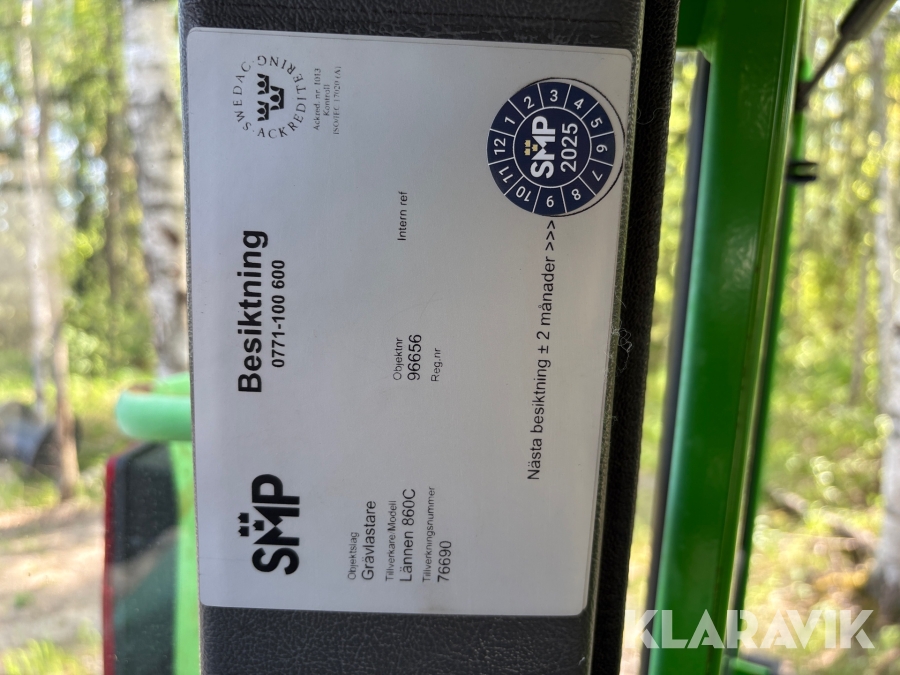 SMP
Besiktning
0771-100 600
SWEDAC
ACKREDITERING
Ackred. nr. 1013
Kontroll
ISO/IEC 17020 (A)
Objektslag
Grävlastare
Tillverkare/Modell
Lännen 860C
Tillverkningsnummer
76690
Objektnr
96656
Reg.nr
Intern ref
Nästa besiktning ± 2 månader >>>
1 2 3 4 5 6 7 8 9 10 11 12
SMP
2025
KLARAVIK